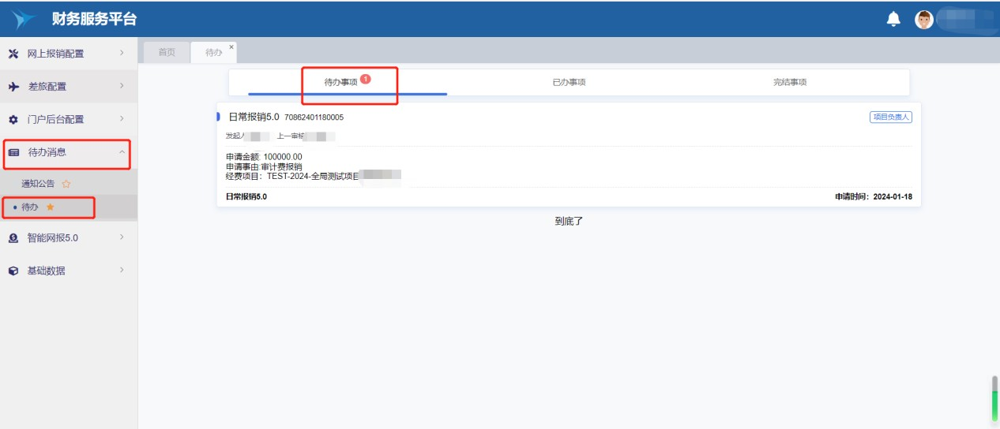 财务服务平台
网上报销配置
差旅配置
门户后台配置
待办消息
通知公告
待办
智能网报5.0
基础数据
首页
待办
待办事项 1
已办事项
完结事项
日常报销5.0 70862401180005
项目负责人
发起人 上一审核
申请金额: 100000.00
申请事由:审计费报销
经费项目: TEST-2024-全局测试项目
日常报销5.0
申请时间: 2024-01-18
到底了